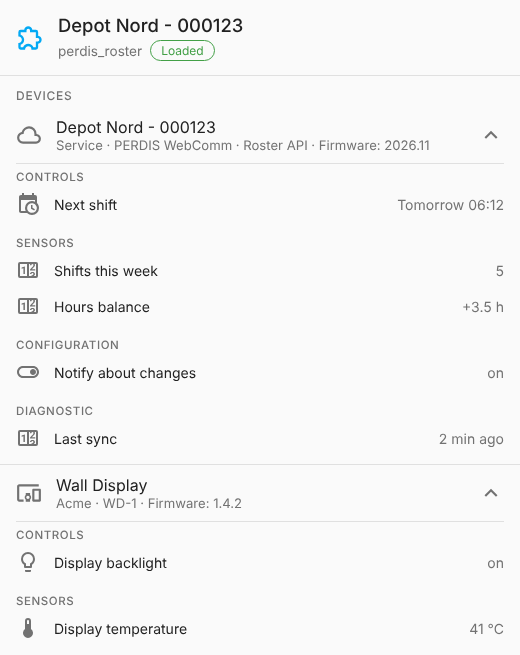 Depot Nord - 000123
perdis_roster Loaded
DEVICES
Depot Nord - 000123
Service · PERDIS WebComm · Roster API · Firmware: 2026.11
CONTROLS
Next shift Tomorrow 06:12
SENSORS
Shifts this week 5
Hours balance +3.5 h
CONFIGURATION
Notify about changes on
DIAGNOSTIC
Last sync 2 min ago
Wall Display
Acme · WD-1 · Firmware: 1.4.2
CONTROLS
Display backlight on
SENSORS
Display temperature 41 °C